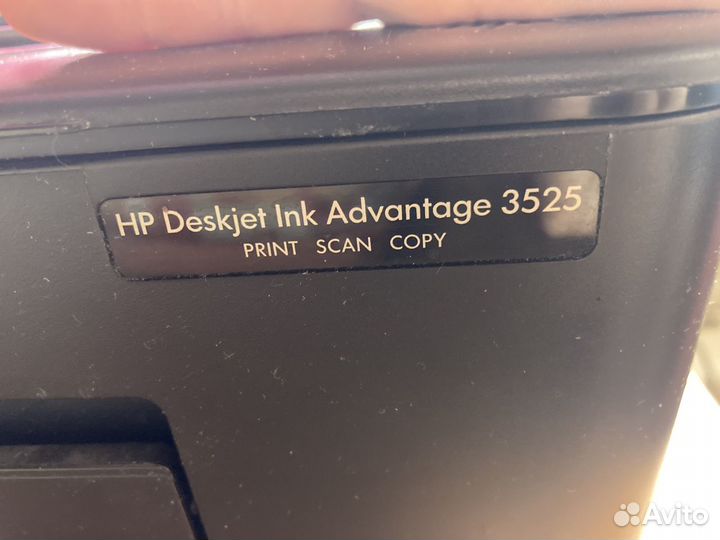 HP Deskjet Ink Advantage 3525
PRINT SCAN COPY
Avito